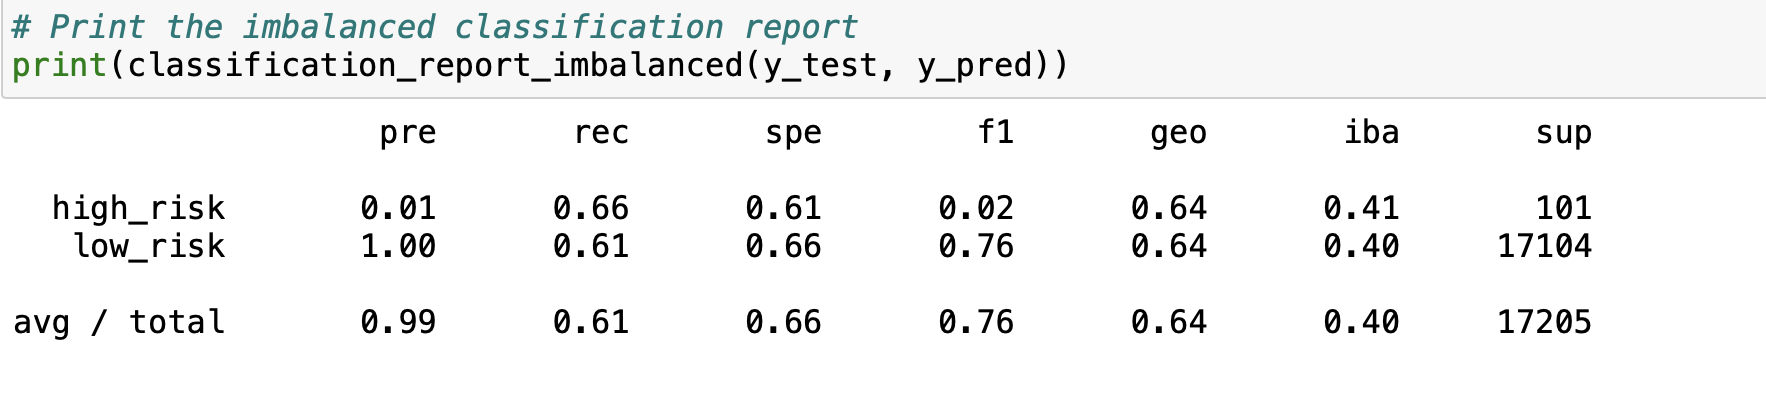 # Print the imbalanced classification report
print(classification_report_imbalanced(y_test, y_pred))
pre rec spe f1 geo iba sup
high_risk 0.01 0.66 0.61 0.02 0.64 0.41 101
low_risk 1.00 0.61 0.66 0.76 0.64 0.40 17104
avg / total 0.99 0.61 0.66 0.76 0.64 0.40 17205